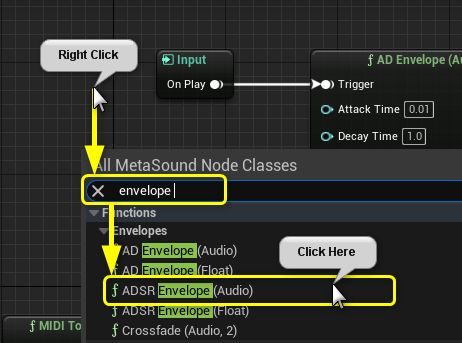 Right Click
Input
On Play
AD Envelope (Au
Trigger
Attack Time 0.01
Decay Time 1.0
All MetaSound Node Classes
envelope
Functions
Envelopes
AD Envelope (Audio)
AD Envelope (Float)
Click Here
ADSR Envelope (Audio)
ADSR Envelope (Float)
Crossfade (Audio, 2)
MIDI To